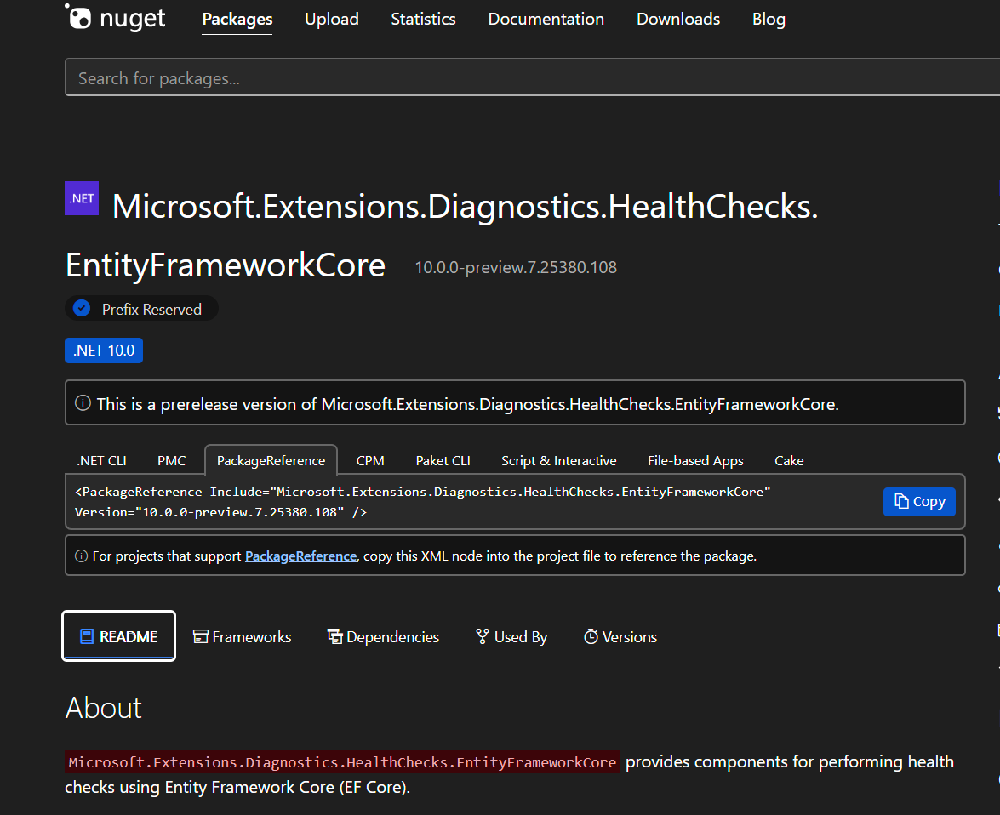 nuget Packages Upload Statistics Documentation Downloads Blog
Search for packages...
.NET Microsoft.Extensions.Diagnostics.HealthChecks.
EntityFrameworkCore 10.0.0-preview.7.25380.108
Prefix Reserved
.NET 10.0
This is a prerelease version of Microsoft.Extensions.Diagnostics.HealthChecks.EntityFrameworkCore.
.NET CLI PMC PackageReference CPM Paket CLI Script & Interactive File-based Apps Cake
<PackageReference Include="Microsoft.Extensions.Diagnostics.HealthChecks.EntityFrameworkCore"
Version="10.0.0-preview.7.25380.108" />
Copy
For projects that support PackageReference, copy this XML node into the project file to reference the package.
README Frameworks Dependencies Used By Versions
About
Microsoft.Extensions.Diagnostics.HealthChecks.EntityFrameworkCore provides components for performing health
checks using Entity Framework Core (EF Core).